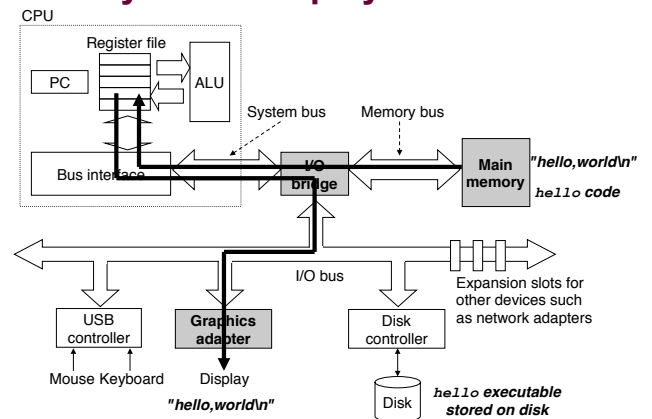 CPU
Register file
PC
ALU
System bus
Memory bus
Bus interface
I/O
bridge
Main
memory
"hello,world\n"
hello code
I/O bus
Expansion slots for
other devices such
as network adapters
USB
controller
Graphics
adapter
Disk
controller
Mouse Keyboard
Display
"hello,world\n"
Disk
hello executable
stored on disk